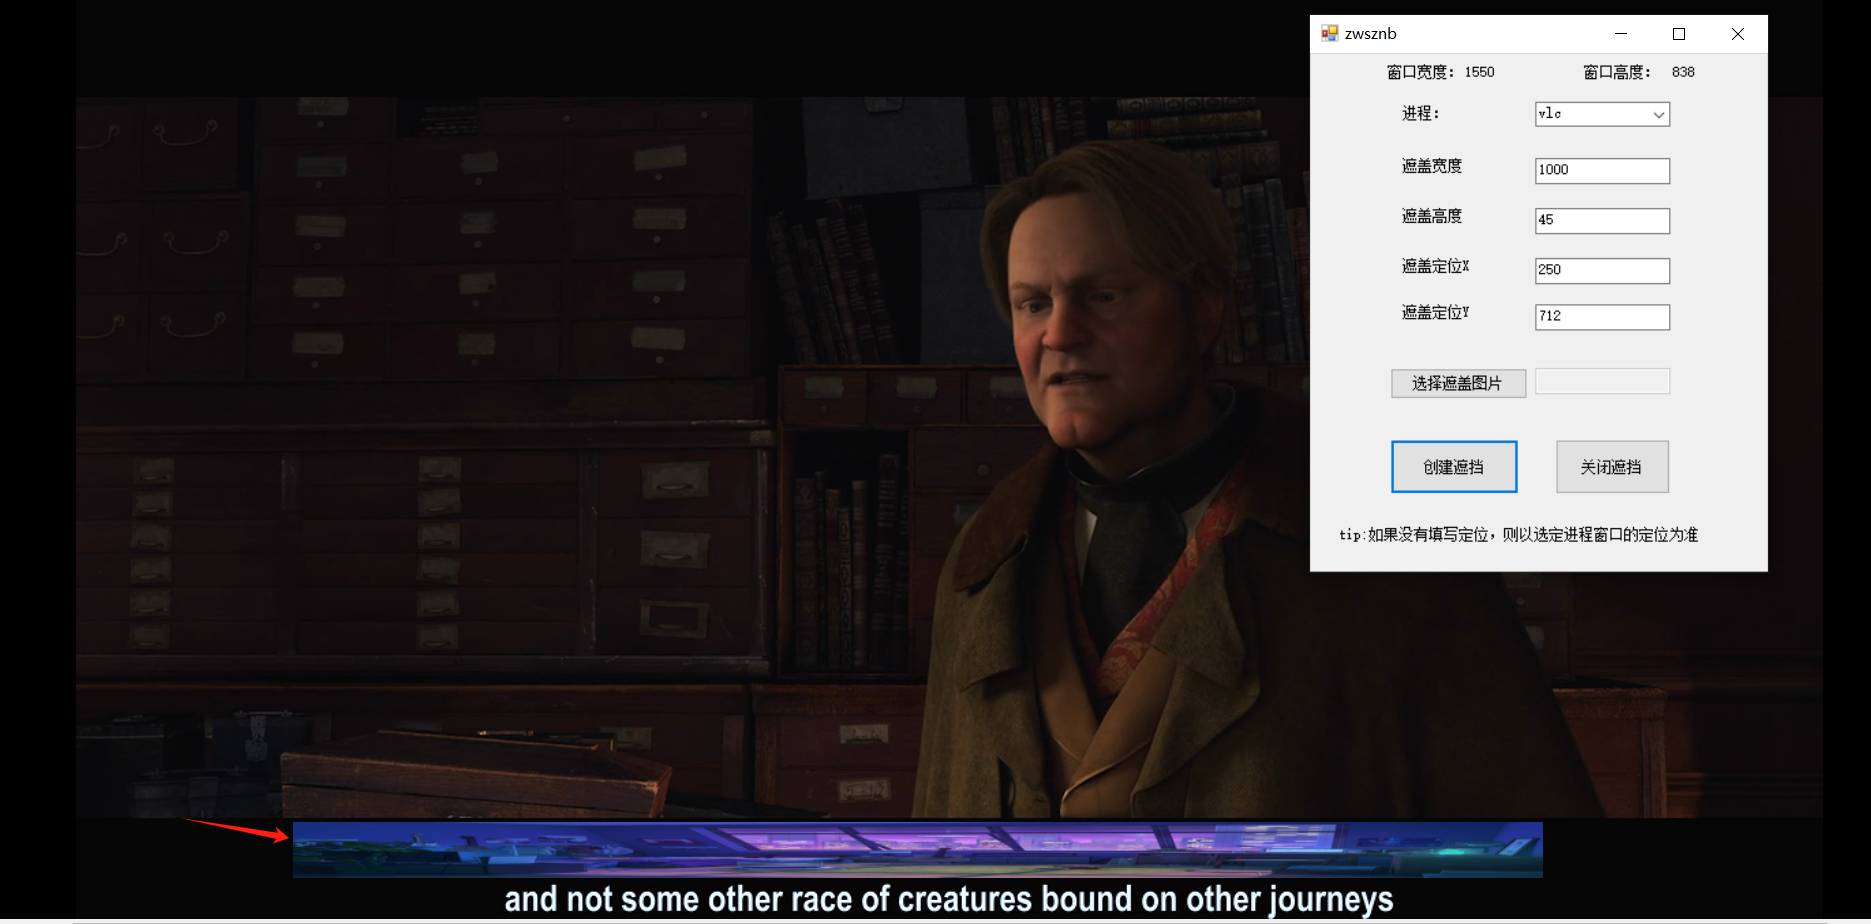 zwsznb
窗口宽度: 1550 窗口高度: 838
进程: vlc
遮盖宽度 1000
遮盖高度 45
遮盖定位X 250
遮盖定位Y 712
选择遮盖图片
创建遮挡 关闭遮挡
tip:如果没有填写定位，则以选定进程窗口的定位为准
and not some other race of creatures bound on other journeys